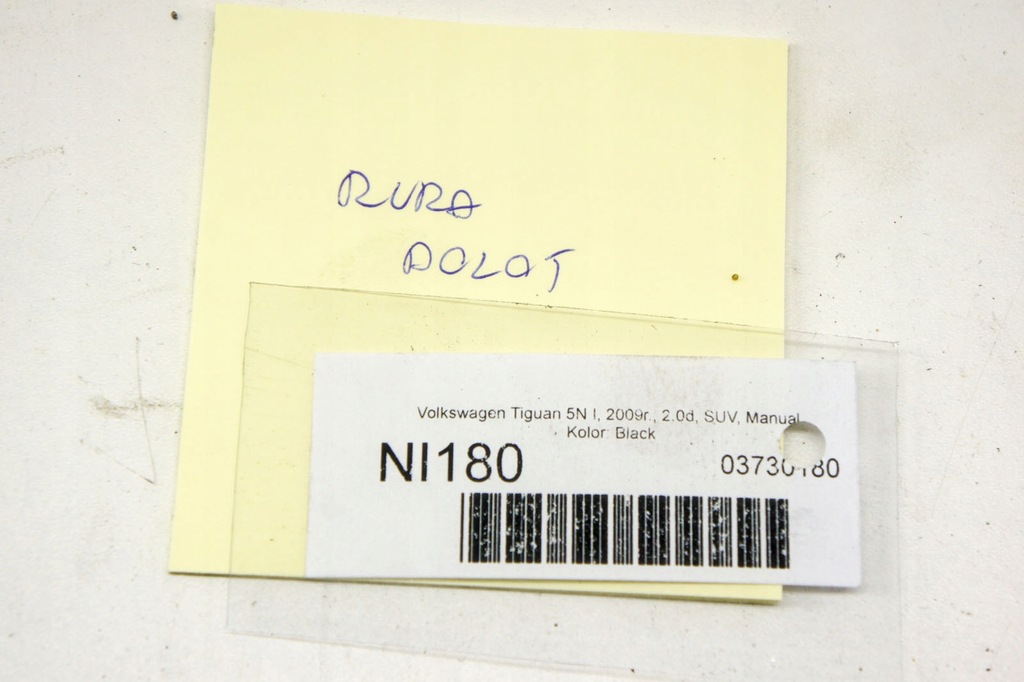 RURA
DOLOT
Volkswagen Tiguan 5N I, 2009r., 2.0d, SUV, Manual
Kolor: Black
NI180
03730180